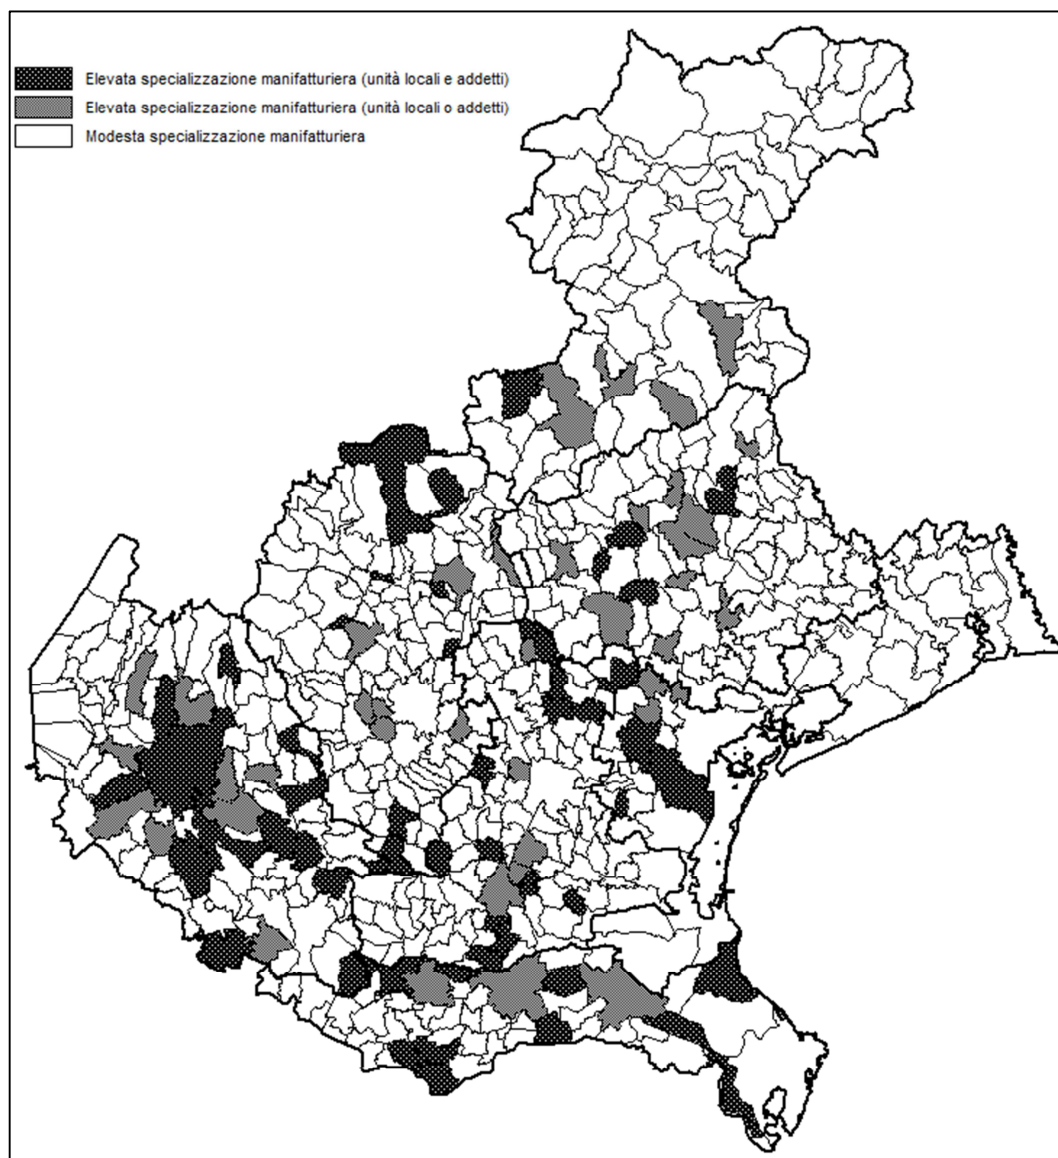 Elevata specializzazione manifatturiera (unità locali e addetti)
Elevata specializzazione manifatturiera (unità locali o addetti)
Modesta specializzazione manifatturiera